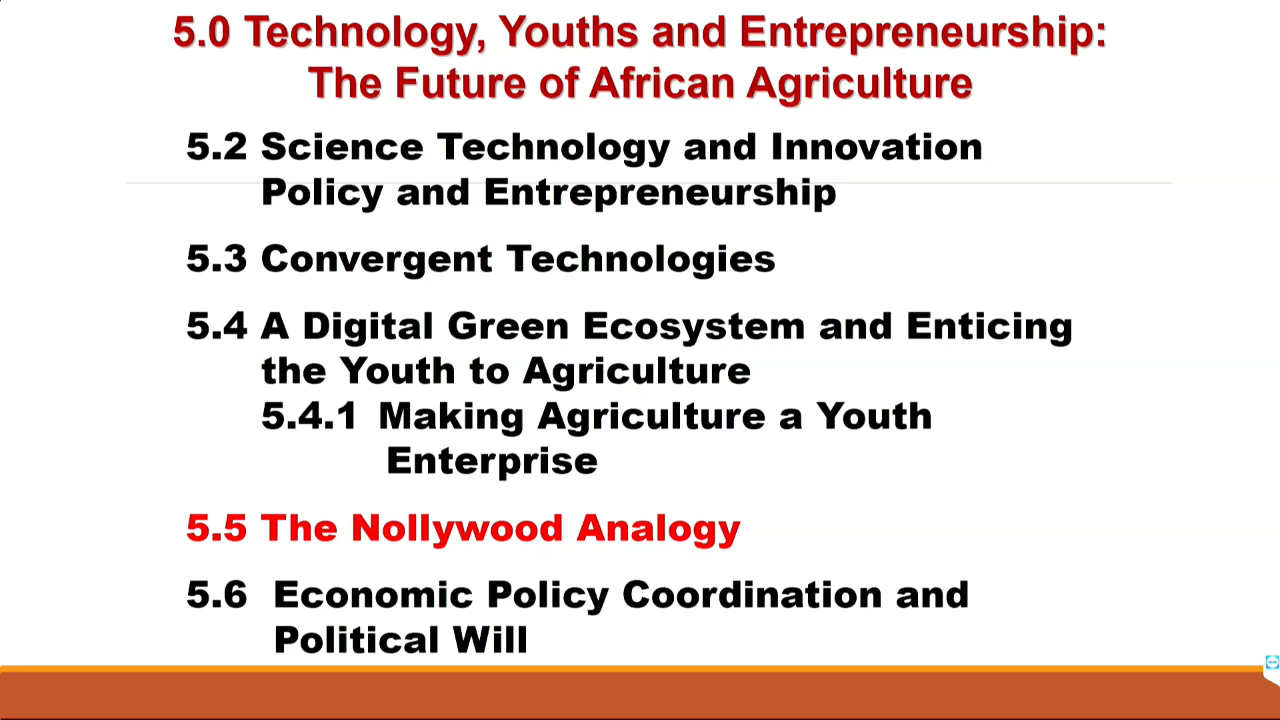 5.0 Technology, Youths and Entrepreneurship:
The Future of African Agriculture
5.2 Science Technology and Innovation
Policy and Entrepreneurship
5.3 Convergent Technologies
5.4 A Digital Green Ecosystem and Enticing
the Youth to Agriculture
5.4.1 Making Agriculture a Youth
Enterprise
5.5 The Nollywood Analogy
5.6 Economic Policy Coordination and
Political Will